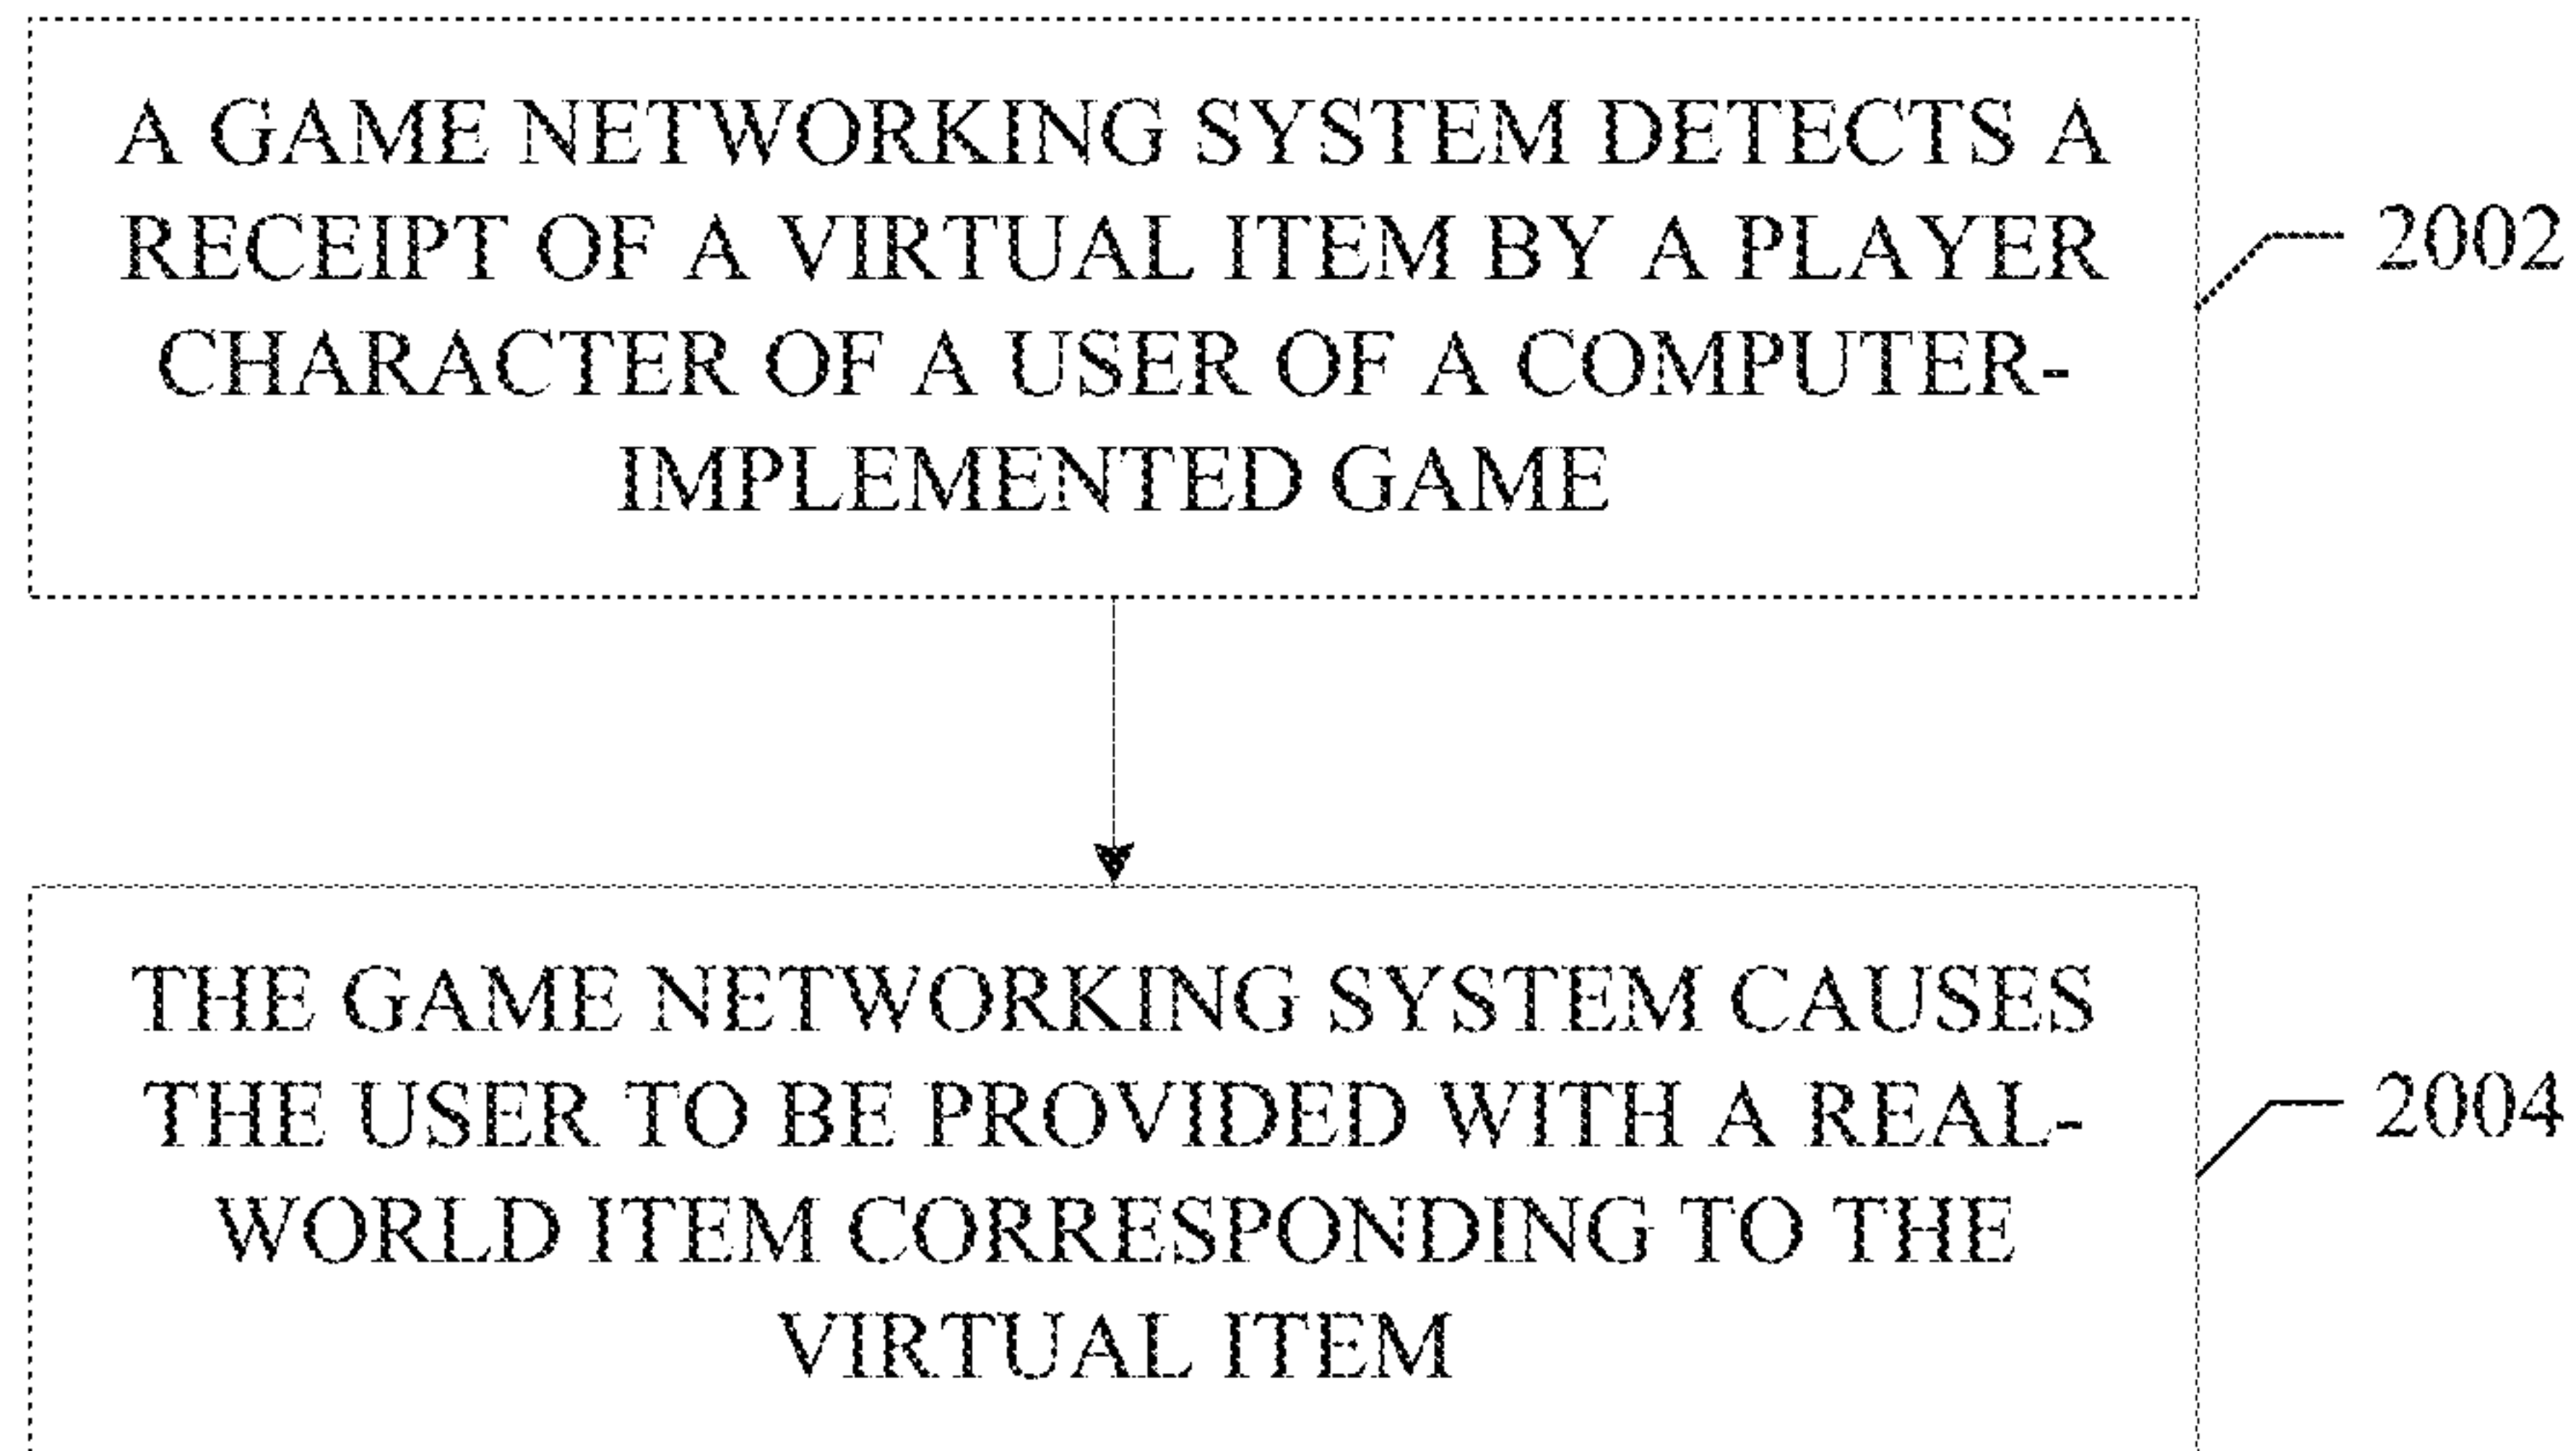 A GAME NETWORKING SYSTEM DETECTS A
RECEIPT OF A VIRTUAL ITEM BY A PLAYER
CHARACTER OF A USER OF A COMPUTER-
IMPLEMENTED GAME
2002
THE GAME NETWORKING SYSTEM CAUSES
THE USER TO BE PROVIDED WITH A REAL-
WORLD ITEM CORRESPONDING TO THE
VIRTUAL ITEM
2004